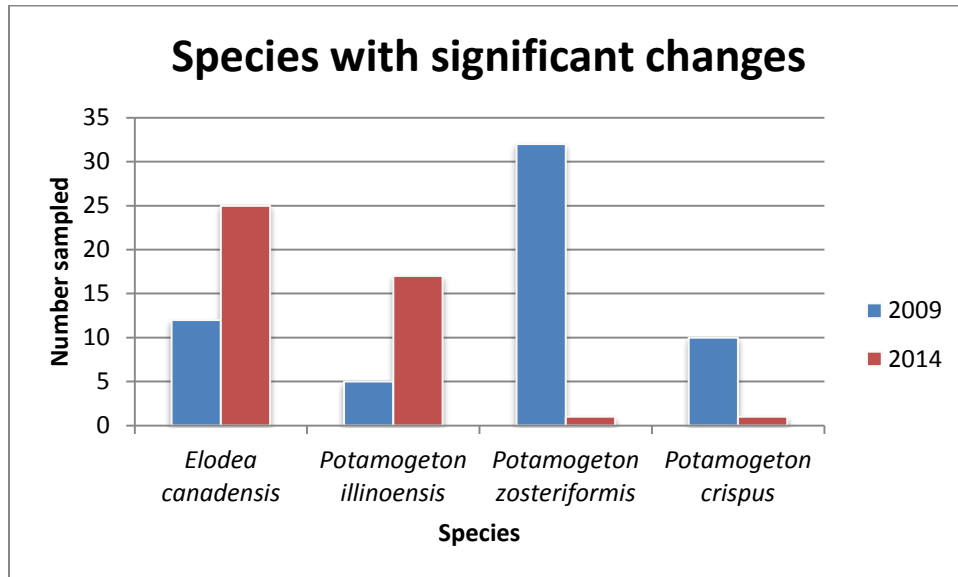 Species with significant changes
35
30
25
20
15
10
5
0
Number sampled
Elodea
canadensis
Potamogeton
illinoensis
Potamogeton
zosteriformis
Potamogeton
crispus
Species
2009
2014